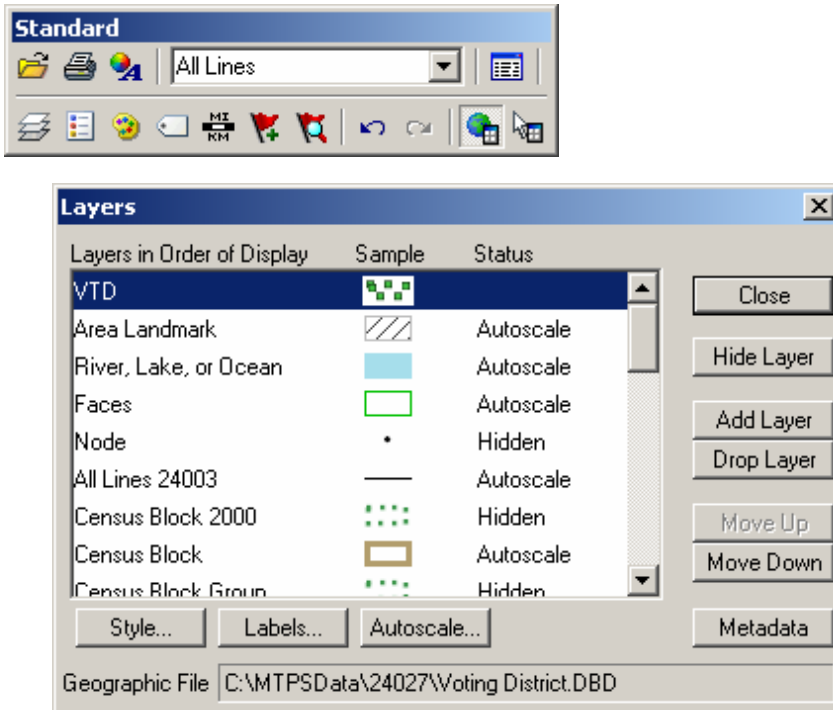 Standard
All Lines
MI
KM
Layers
Layers in Order of Display Sample Status
VTD
Area Landmark Autoscale
River, Lake, or Ocean Autoscale
Faces Autoscale
Node Hidden
All Lines 24003 Autoscale
Census Block 2000 Hidden
Census Block Autoscale
Census Block Group Hidden
Close
Hide Layer
Add Layer
Drop Layer
Move Up
Move Down
Style... Labels... Autoscale... Metadata
Geographic File C:\MTPSData\24027\Voting District.DBD